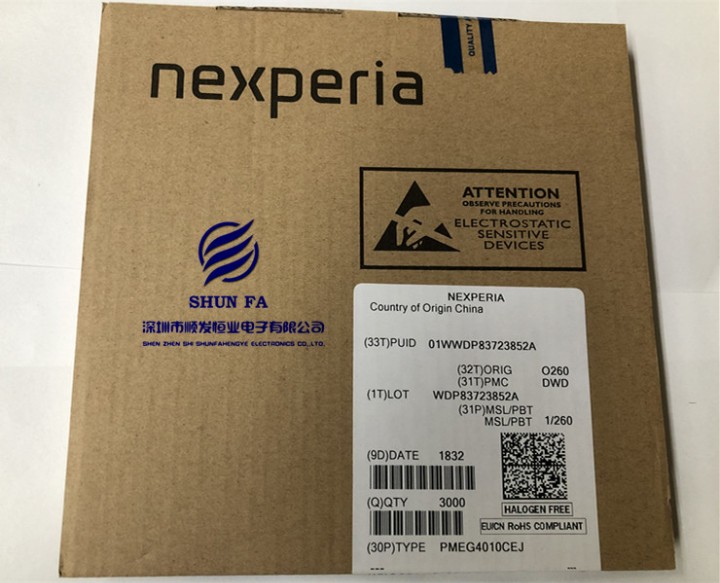 QUALITY
nexperia
ATTENTION
OBSERVE PRECAUTIONS
FOR HANDLING
ELECTROSTATIC
SENSITIVE
DEVICES
SHUN FA
深圳市顺发恒业电子有限公司
SHEN ZHEN SHI SHUNFAHENGYE ELECTRONICS CO.,LTD.
NEXPERIA
Country of Origin China
(33T)PUID 01WWDP83723852A
(32T)ORIG O260
(31T)PMC DWD
(1T)LOT WDP83723852A
(31P)MSL/PBT
MSL/PBT 1/260
(9D)DATE 1832
(Q)QTY 3000
HALOGEN FREE
EU/CN RoHS COMPLIANT
(30P)TYPE PMEG4010CEJ